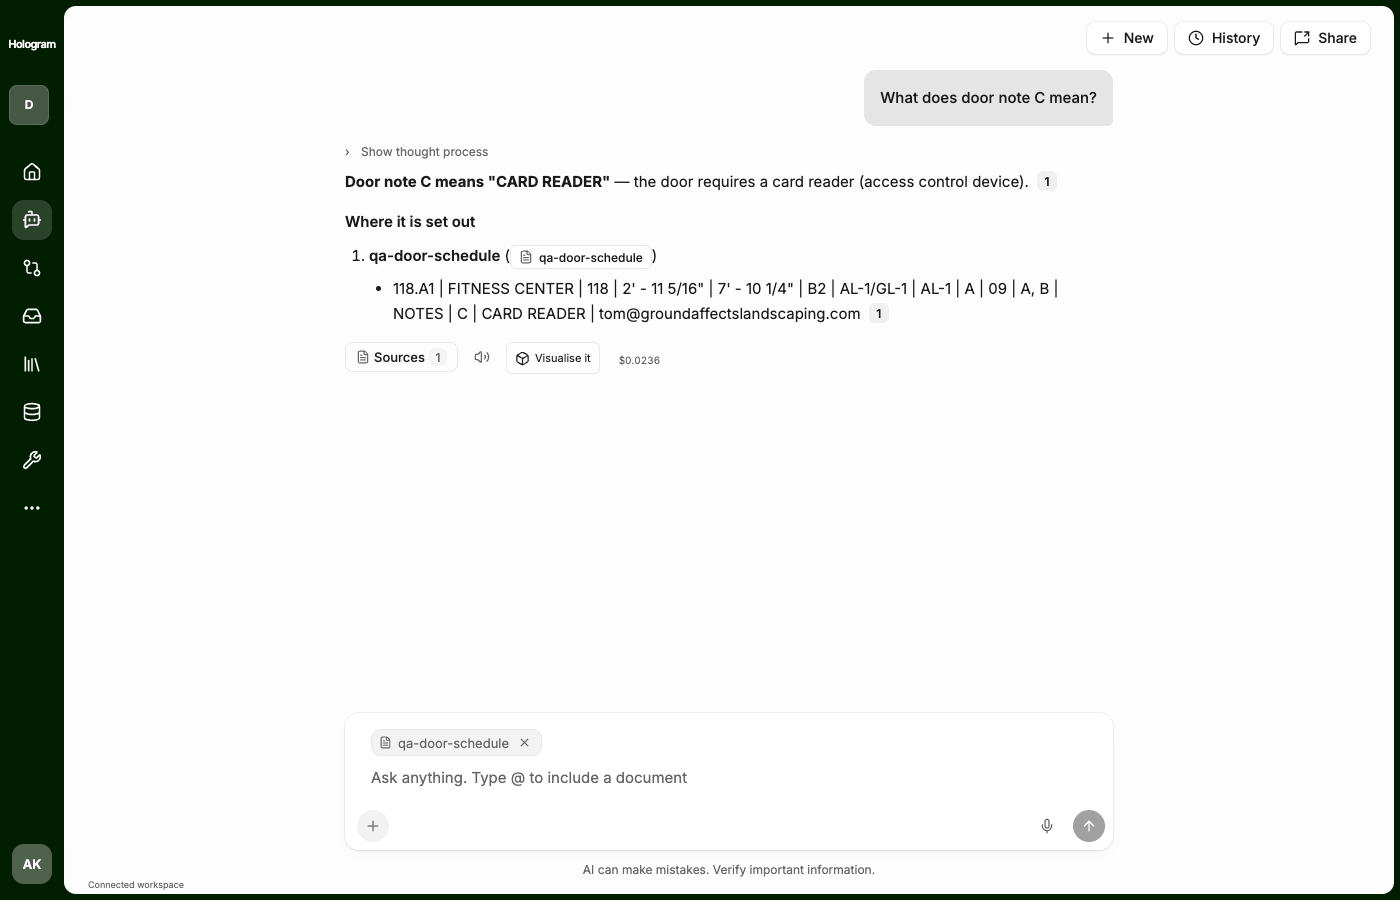 Hologram
New
History
Share
D
What does door note C mean?
Show thought process
Door note C means "CARD READER" — the door requires a card reader (access control device). 1
Where it is set out
1. qa-door-schedule ( qa-door-schedule )
• 118.A1 | FITNESS CENTER | 118 | 2' - 11 5/16" | 7' - 10 1/4" | B2 | AL-1/GL-1 | AL-1 | A | 09 | A, B |
NOTES | C | CARD READER | tom@groundaffectslandscaping.com 1
Sources 1
Visualise it
$0.0236
qa-door-schedule
Ask anything. Type @ to include a document
AK
AI can make mistakes. Verify important information.
Connected workspace